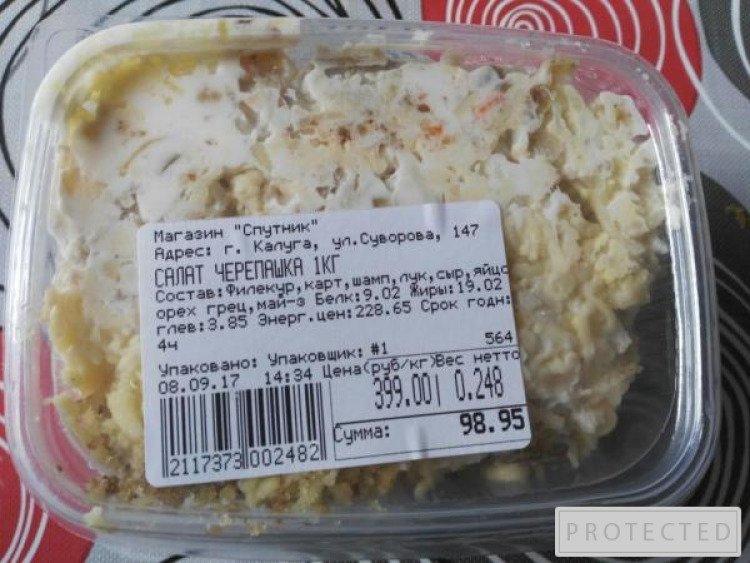 Магазин "Спутник"
Адрес: г. Калуга, ул.Суворова, 147
САЛАТ ЧЕРЕПАШКА 1КГ
Состав:Филекур,карт,шамп,лук,сыр,яйцо
орех грец,май-з Белк:9.02 Жиры:19.02
глев:3.85 Энерг.цен:228.65 Срок годн:
4ч
564
Упаковано: Упаковщик: #1
08.09.17 14:34 Цена(руб/кг)Вес нетто
399.00 0.248
Сумма: 98.95
2117373 002482
PROTECTED